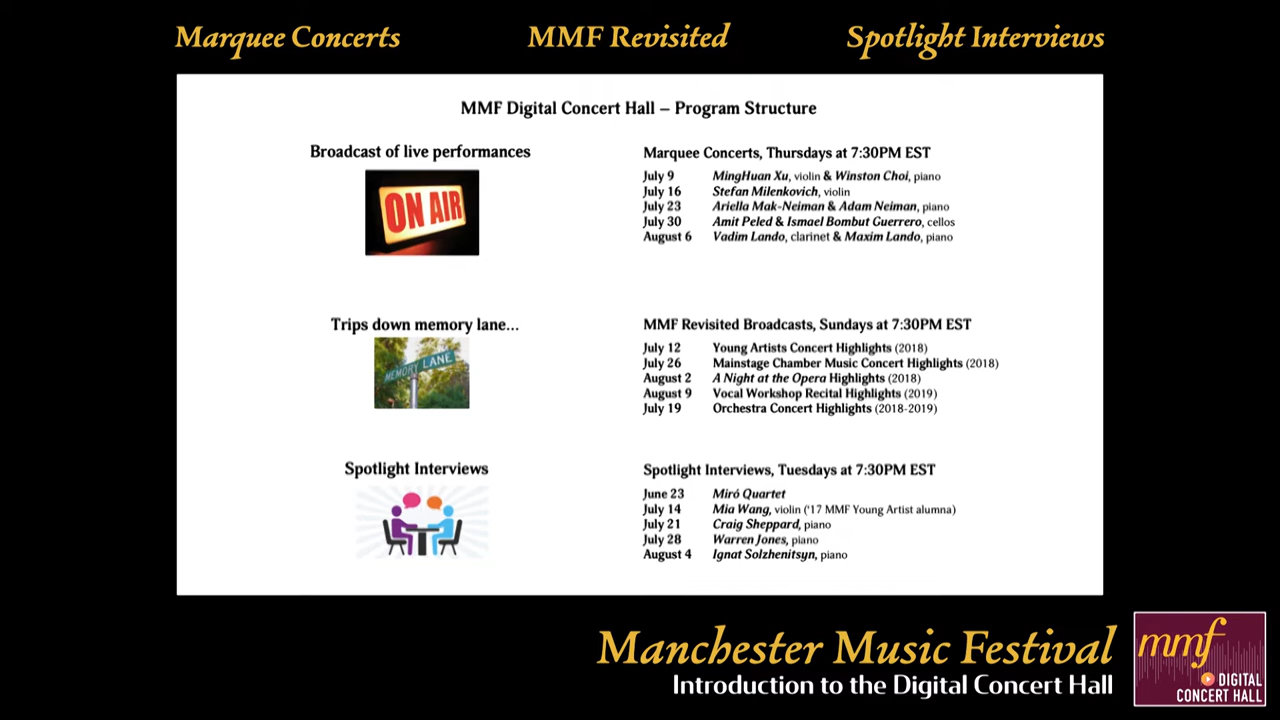 Marquee Concerts MMF Revisited Spotlight Interviews
MMF Digital Concert Hall – Program Structure
Broadcast of live performances
ON AIR
Marquee Concerts, Thursdays at 7:30PM EST
July 9 MingHuan Xu, violin & Winston Choi, piano
July 16 Stefan Milenkovich, violin
July 23 Ariella Mak-Neiman & Adam Neiman, piano
July 30 Amit Peled & Ismael Bombut Guerrero, cellos
August 6 Vadim Lando, clarinet & Maxim Lando, piano
Trips down memory lane...
MEMORY LANE
MMF Revisited Broadcasts, Sundays at 7:30PM EST
July 12 Young Artists Concert Highlights (2018)
July 26 Mainstage Chamber Music Concert Highlights (2018)
August 2 A Night at the Opera Highlights (2018)
August 9 Vocal Workshop Recital Highlights (2019)
July 19 Orchestra Concert Highlights (2018-2019)
Spotlight Interviews
Spotlight Interviews, Tuesdays at 7:30PM EST
June 23 Miró Quartet
July 14 Mia Wang, violin ('17 MMF Young Artist alumna)
July 21 Craig Sheppard, piano
July 28 Warren Jones, piano
August 4 Ignat Solzhenitsyn, piano
Manchester Music Festival
Introduction to the Digital Concert Hall
mmf
DIGITAL
CONCERT HALL